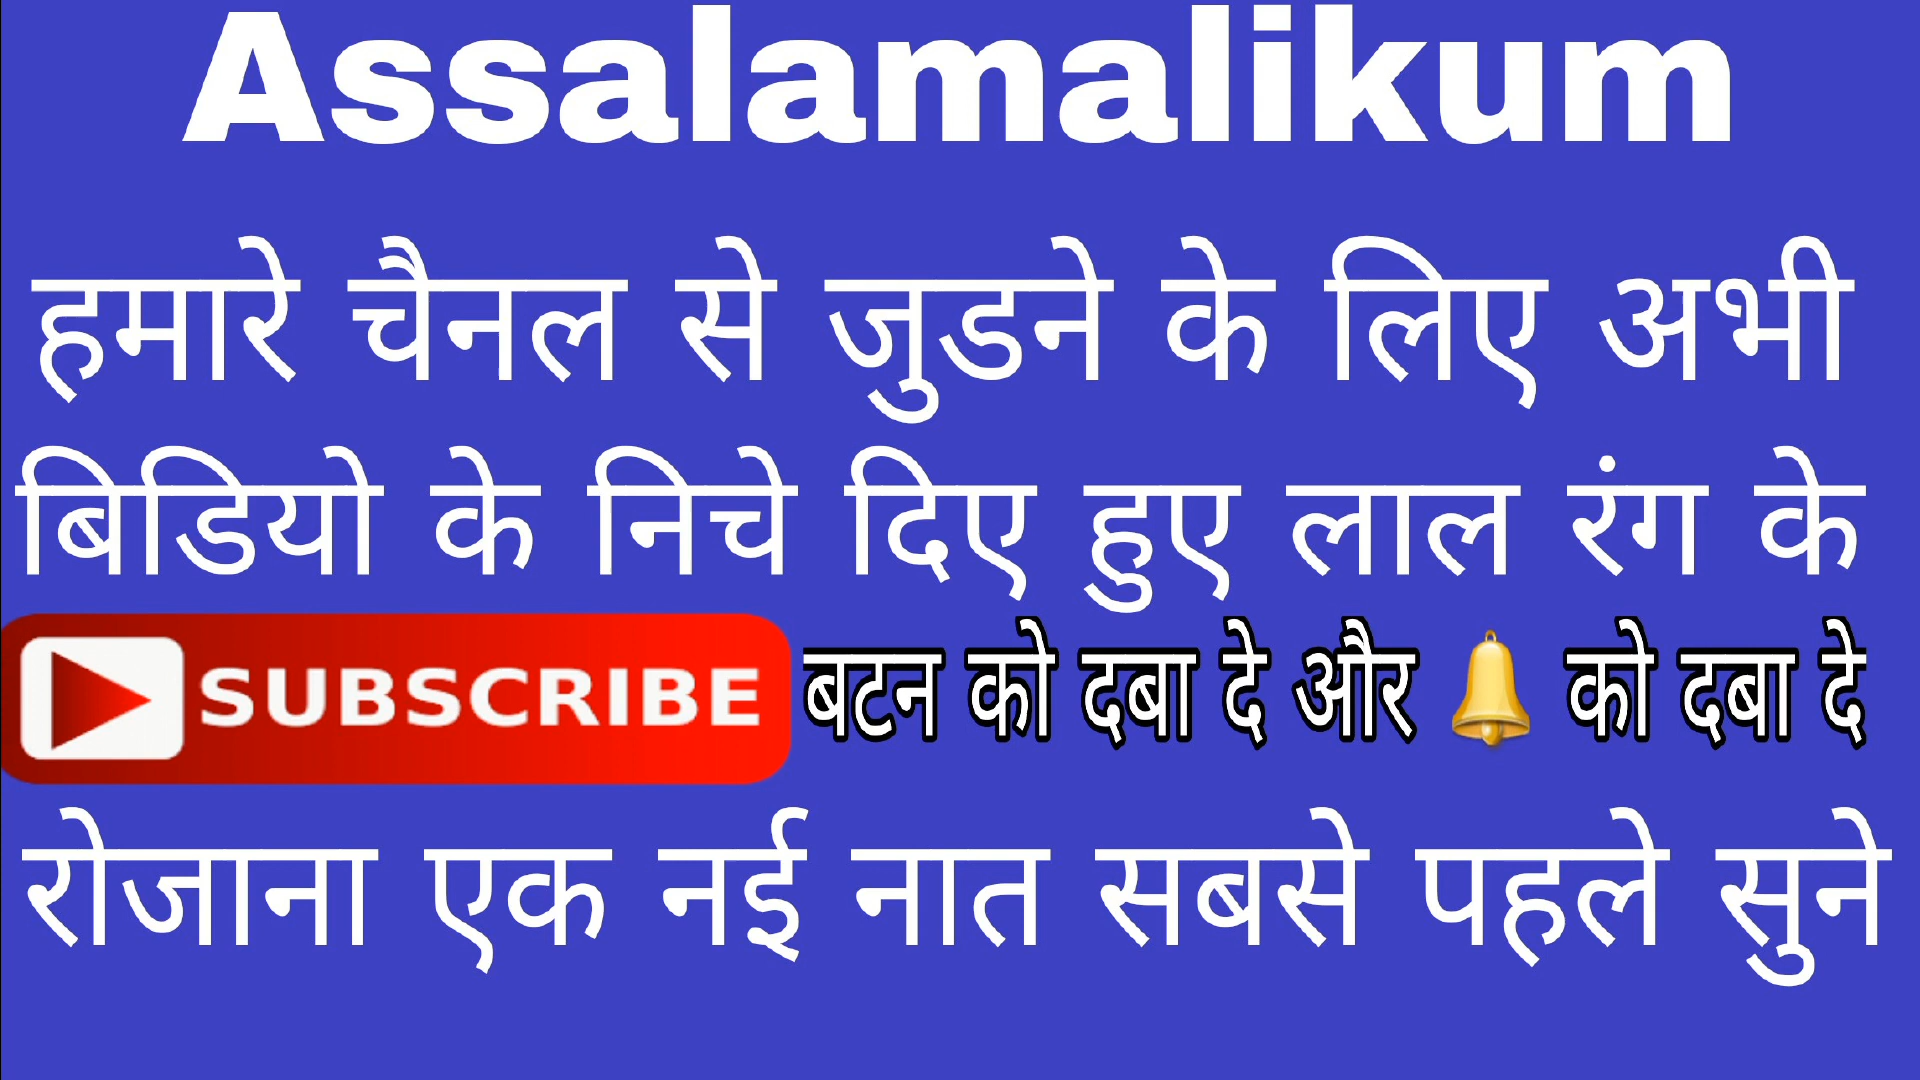 Assalamalikum
हमारे चैनल से जुडने के लिए अभी
बिडियो के निचे दिए हुए लाल रंग के
SUBSCRIBE बटन को दबा दे और 🔔 को दबा दे
रोजाना एक नई नात सबसे पहले सुने